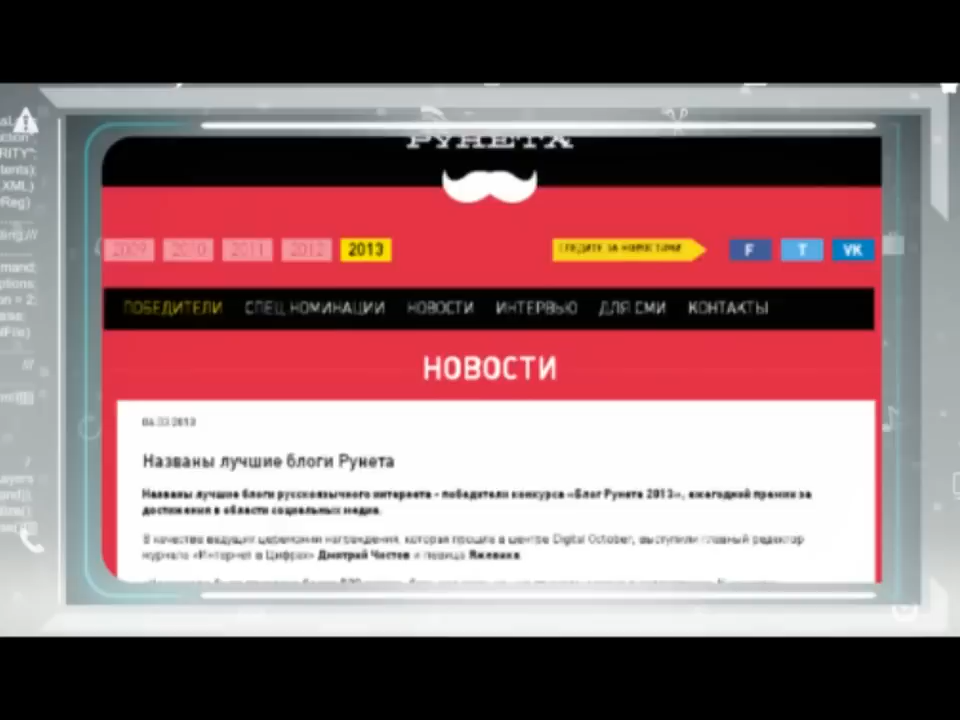 РУНЕТА
2009 2010 2011 2012 2013
СЛЕДИТЕ ЗА НОВОСТЯМИ
F T VK
ПОБЕДИТЕЛИ СПЕЦ. НОМИНАЦИИ НОВОСТИ ИНТЕРВЬЮ ДЛЯ СМИ КОНТАКТЫ
НОВОСТИ
Названы лучшие блоги Рунета
Названы лучшие блоги русскоязычного интернета - победители конкурса «Блог Рунета 2013», ежегодной премии за
достижения в области социальных медиа.
В качестве ведущих церемонии награждения, которая прошла в центре Digital October, выступили главный редактор
журнала «Интернет в Цифрах» Дмитрий Чистов и певица Ёжевика
XML)